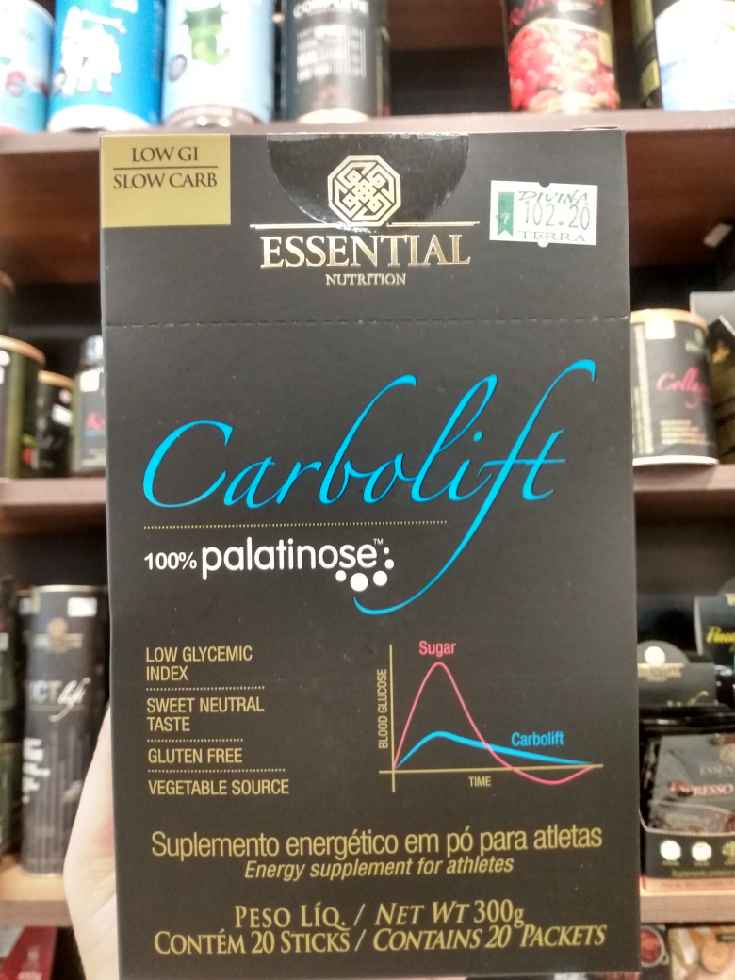 COMPLETE
LOW GI
SLOW CARB
ESSENTIAL
NUTRITION
DIVINA
102.20
TERRA
Carbolift
100% palatinose™
LOW GLYCEMIC
INDEX
SWEET NEUTRAL
TASTE
GLUTEN FREE
VEGETABLE SOURCE
Sugar
BLOOD GLUCOSE
Carbolift
TIME
Suplemento energético em pó para atletas
Energy supplement for athletes
PESO LÍQ. / NET WT 300g
CONTÉM 20 STICKS / CONTAINS 20 PACKETS